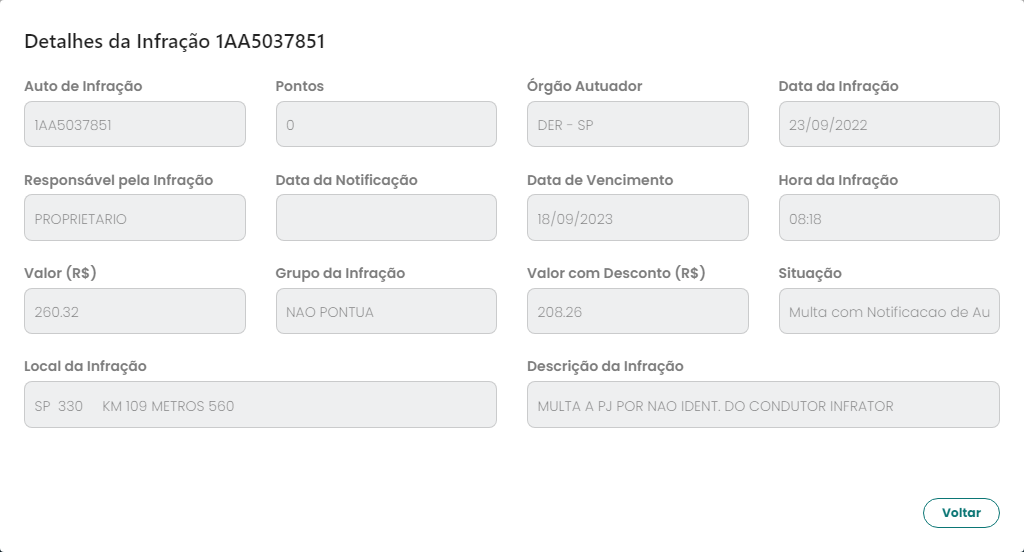 Detalhes da Infração 1AA5037851
Auto de Infração
1AA5037851
Pontos
0
Órgão Autuador
DER - SP
Data da Infração
23/09/2022
Responsável pela Infração
PROPRIETARIO
Data da Notificação
Data de Vencimento
18/09/2023
Hora da Infração
08:18
Valor (R$)
260.32
Grupo da Infração
NAO PONTUA
Valor com Desconto (R$)
208.26
Situação
Multa com Notificacao de Au
Local da Infração
SP 330 KM 109 METROS 560
Descrição da Infração
MULTA A PJ POR NAO IDENT. DO CONDUTOR INFRATOR
Voltar